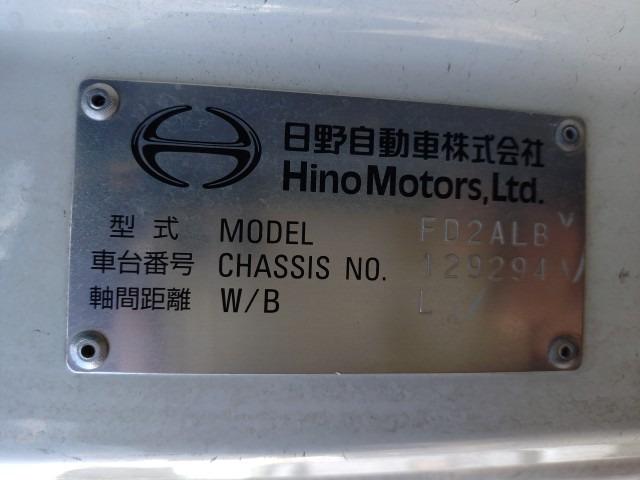 日野自動車株式会社
Hino Motors, Ltd.
型式 MODEL FD2ALB
車台番号 CHASSIS NO. 129294
軸間距離 W/B L